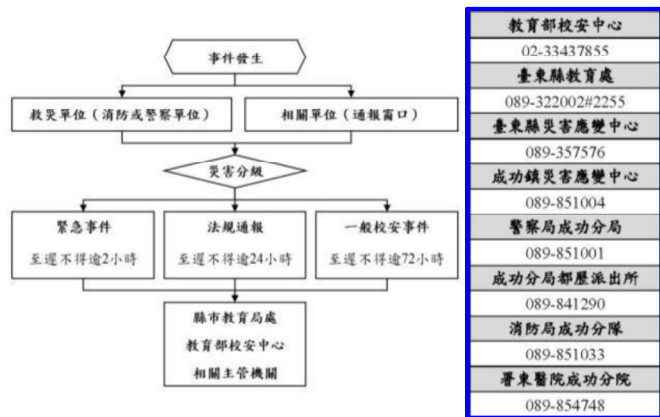 事件發生
救災單位（消防或警察單位）
相關單位（通報窗口）
災害分級
緊急事件
至遲不得逾2小時
法規通報
至遲不得逾24小時
一般校安事件
至遲不得逾72小時
縣市教育局處
教育部校安中心
相關主管機關
教育部校安中心
02-33437855
臺東縣教育處
089-322002#2255
臺東縣災害應變中心
089-357576
成功鎮災害應變中心
089-851004
警察局成功分局
089-851001
成功分局都歷派出所
089-841290
消防局成功分隊
089-851033
署東醫院成功分院
089-854748